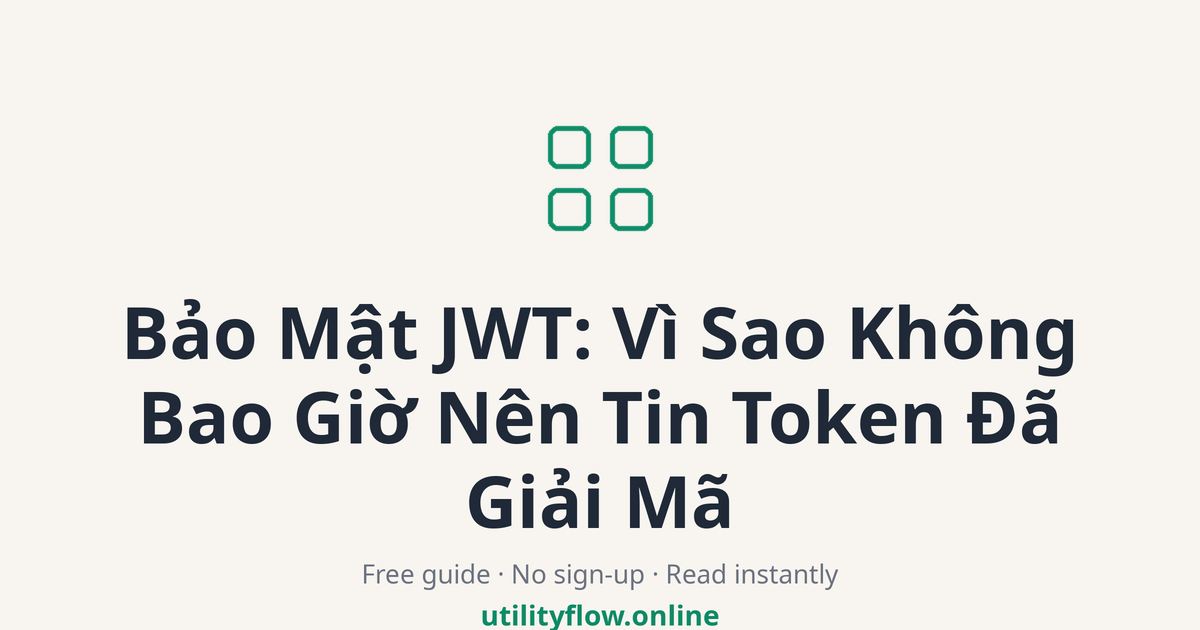 Bảo Mật JWT: Vì Sao Không
Bao Giờ Nên Tin Token Đã
Giải Mã
Free guide · No sign-up · Read instantly
utilityflow.online